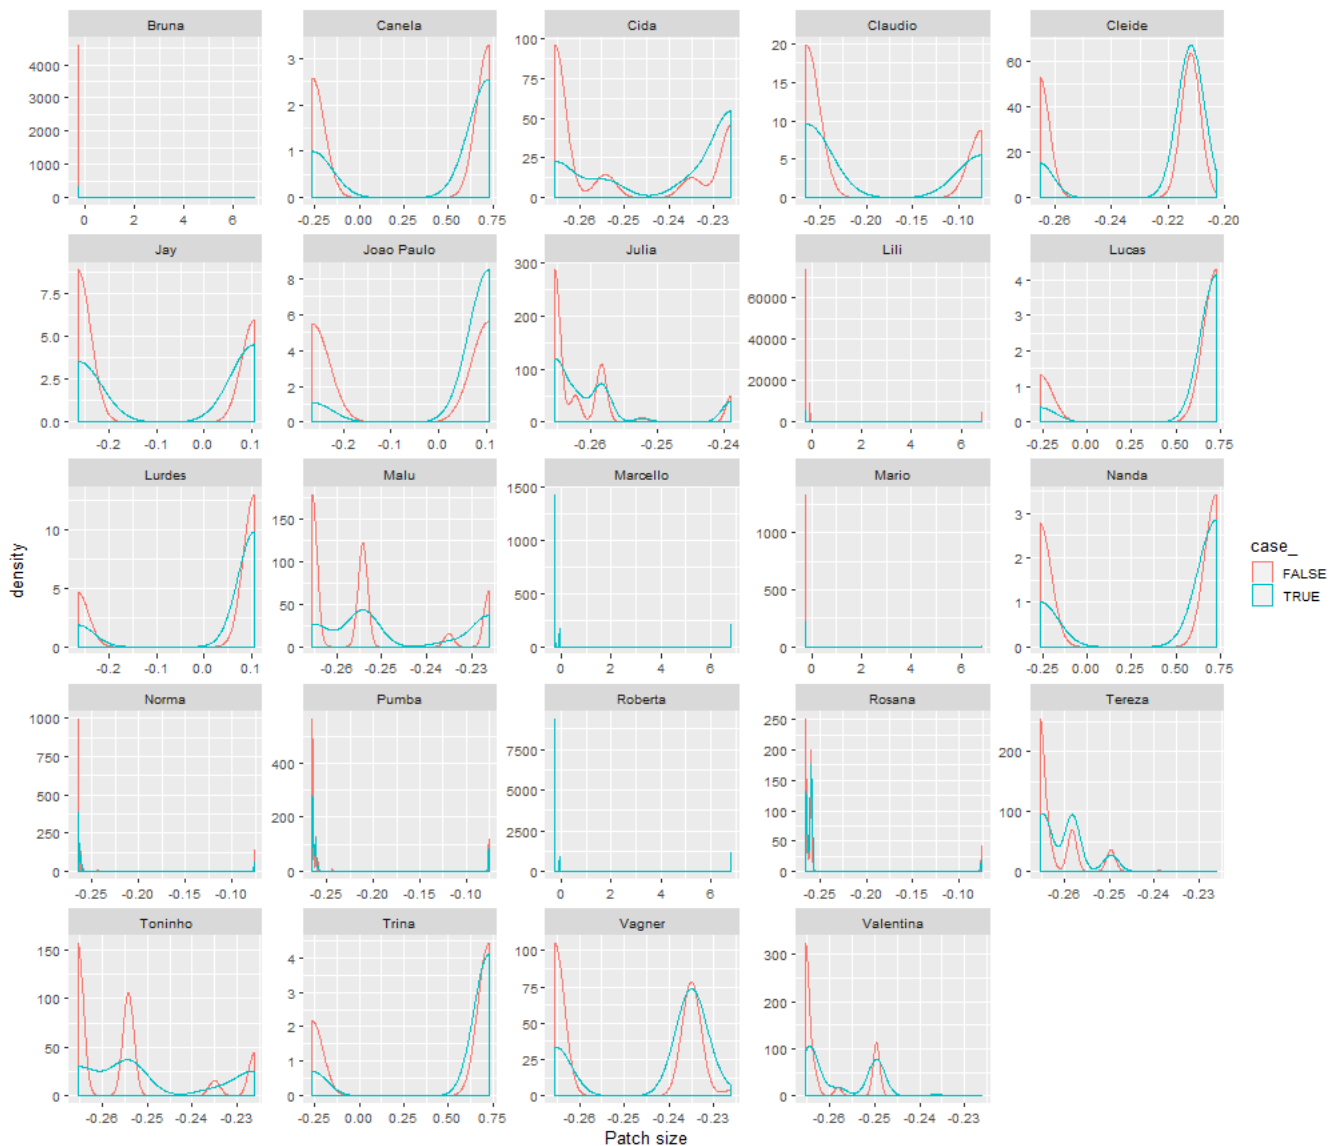 Bruna Canela Cida Claudio Cleide
4000 3000 2000 1000 0
3 2 1 0
100 75 50 25 0
20 15 10 5 0
60 40 20 0
0 2 4 6
-0.25 0.00 0.25 0.50 0.75
-0.26 -0.25 -0.24 -0.23
-0.25 -0.20 -0.15 -0.10
-0.26 -0.24 -0.22 -0.20
Jay Joao Paulo Julia Lili Lucas
7.5 5.0 2.5 0.0
8 6 4 2 0
300 200 100 0
60000 40000 20000 0
4 3 2 1 0
-0.2 -0.1 0.0 0.1
-0.2 -0.1 0.0 0.1
-0.26 -0.25 -0.24
0 2 4 6
-0.25 0.00 0.25 0.50 0.75
Lurdes Malu Marcello Mario Nanda
10 5 0
150 100 50 0
1500 1000 500 0
1000 500 0
3 2 1 0
-0.2 -0.1 0.0 0.1
-0.26 -0.25 -0.24 -0.23
0 2 4 6
0 2 4 6
-0.25 0.00 0.25 0.50 0.75
Norma Pumba Roberta Rosana Tereza
1000 750 500 250 0
400 200 0
7500 5000 2500 0
250 200 150 100 50 0
200 100 0
-0.25 -0.20 -0.15 -0.10
-0.25 -0.20 -0.15 -0.10
0 2 4 6
-0.25 -0.20 -0.15 -0.10
-0.26 -0.25 -0.24 -0.23
Toninho Trina Vagner Valentina
150 100 50 0
4 3 2 1 0
100 75 50 25 0
300 200 100 0
-0.26 -0.25 -0.24 -0.23
-0.25 0.00 0.25 0.50 0.75
-0.26 -0.25 -0.24 -0.23
-0.26 -0.25 -0.24 -0.23
Patch size
density
case_
FALSE
TRUE